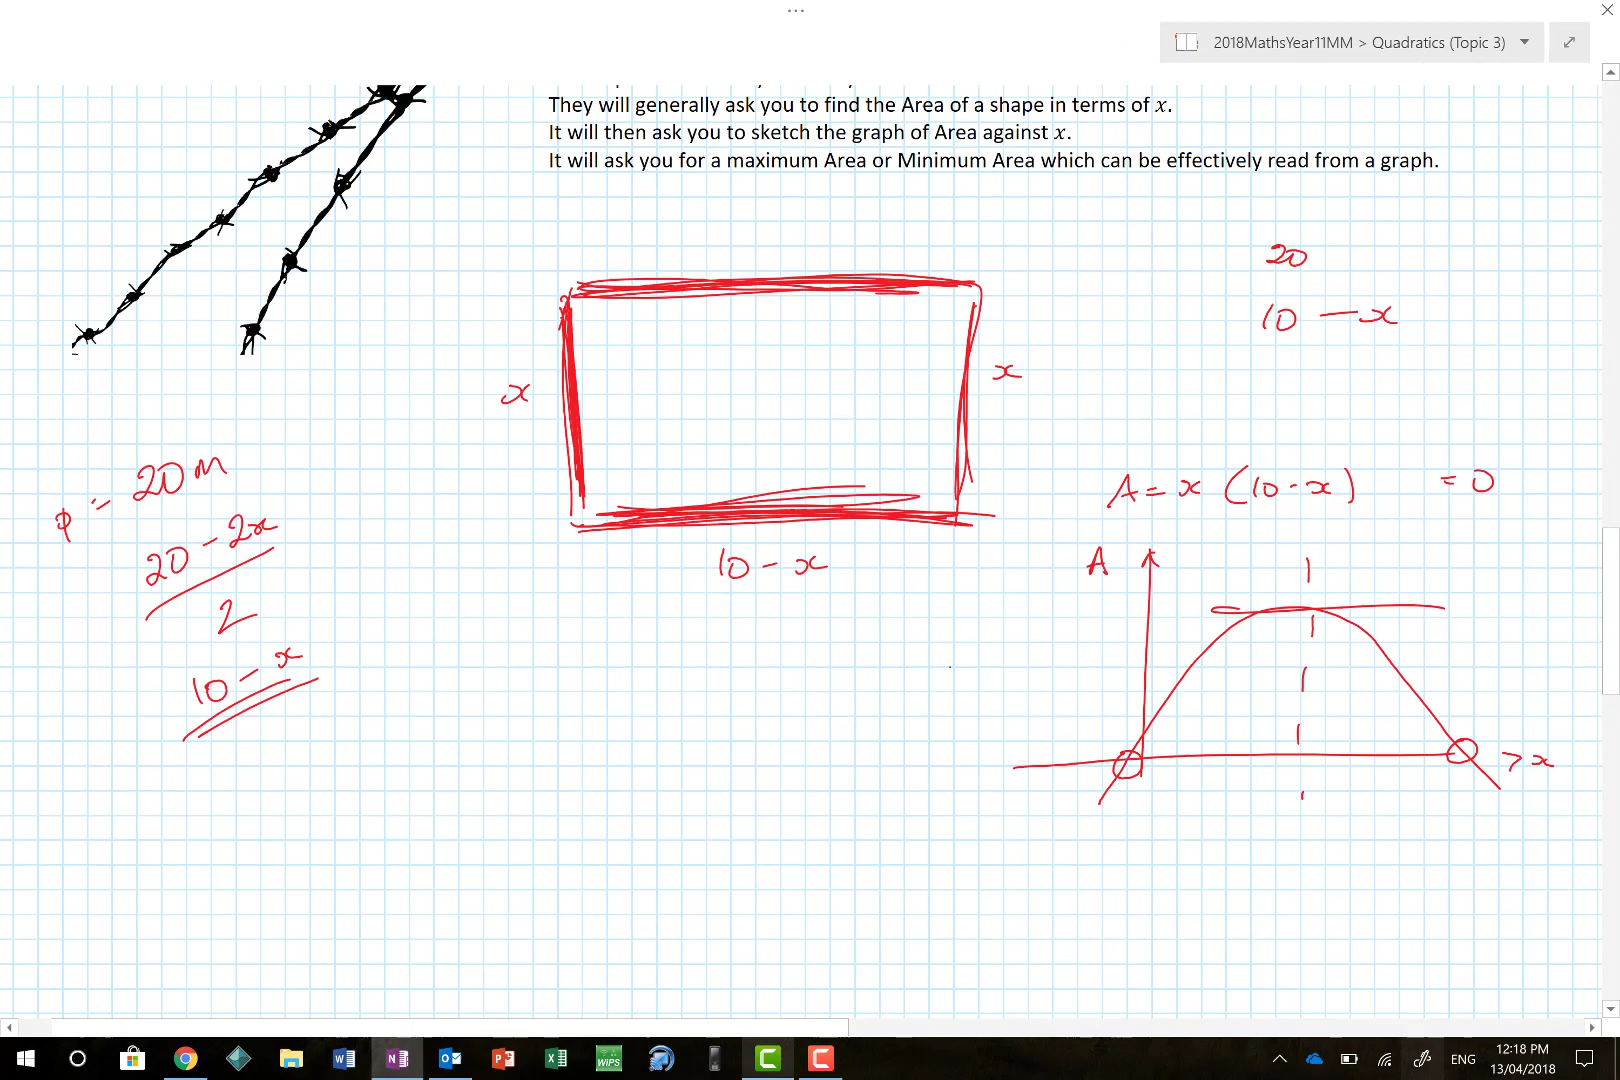 2018MathsYear11MM > Quadratics (Topic 3)
They will generally ask you to find the Area of a shape in terms of x.
It will then ask you to sketch the graph of Area against x.
It will ask you for a maximum Area or Minimum Area which can be effectively read from a graph.
20
10 - x
x
x
P = 20m
20 - 2x
2
10 - x
10 - x
A = x (10 - x) = 0
A
x
WiPS
ENG
12:18 PM
13/04/2018